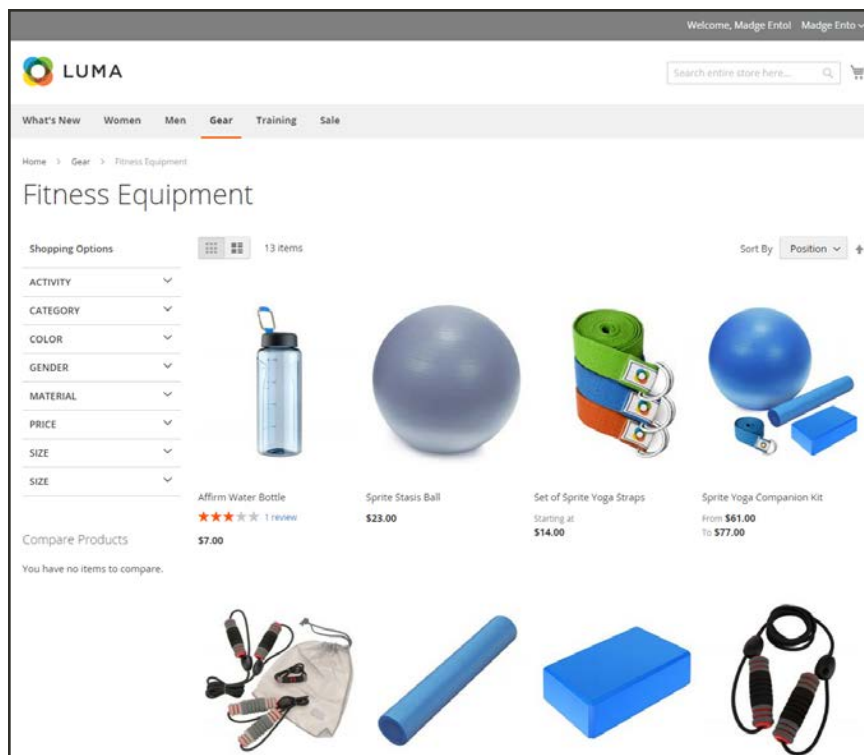 Welcome, Madge Ento! Madge Ento
LUMA
Search entire store here...
What's New Women Men Gear Training Sale
Home > Gear > Fitness Equipment
Fitness Equipment
Shopping Options
13 items
Sort By Position
ACTIVITY
CATEGORY
COLOR
GENDER
MATERIAL
PRICE
SIZE
SIZE
Compare Products
You have no items to compare.
Affirm Water Bottle
1 review
$7.00
Sprite Stasis Ball
$23.00
Set of Sprite Yoga Straps
Starting at
$14.00
Sprite Yoga Companion Kit
From $61.00
To $77.00